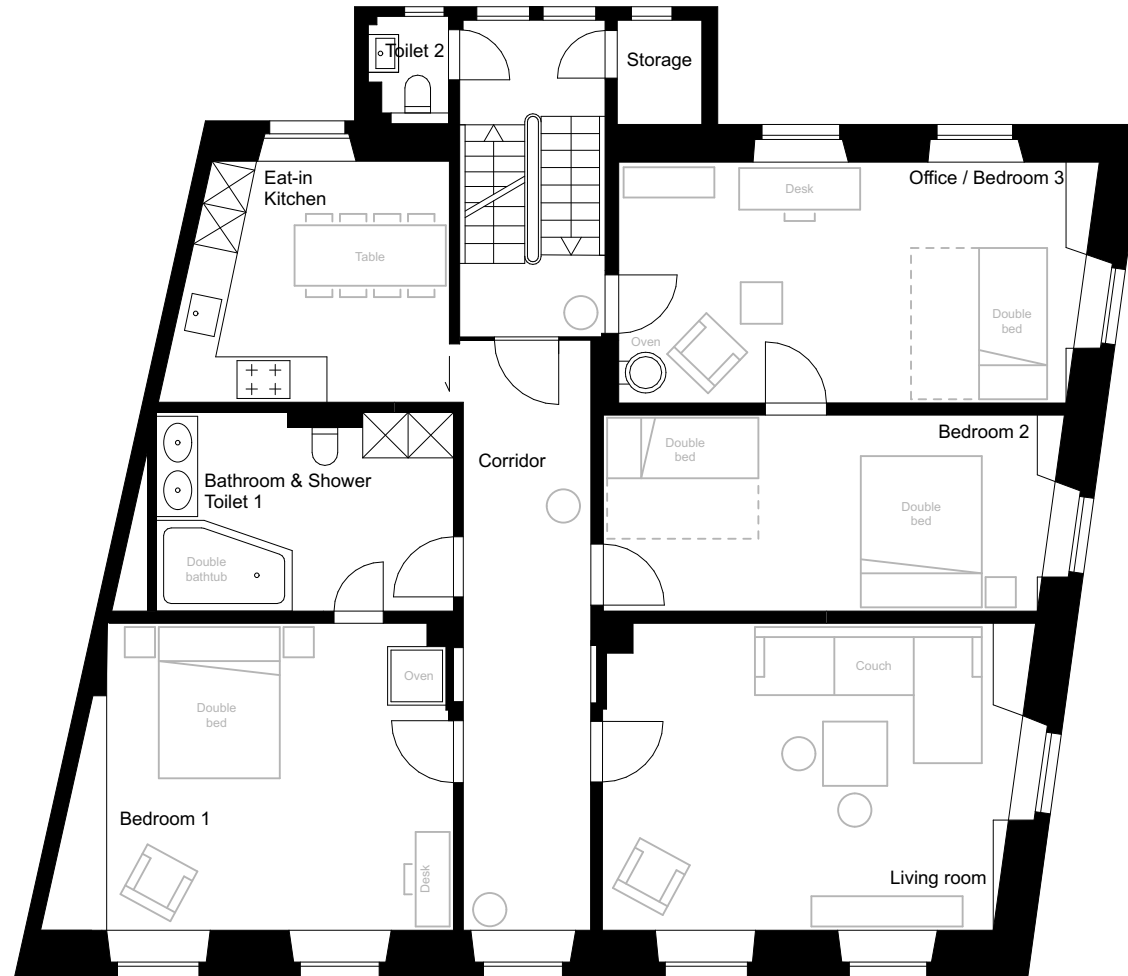 Toilet 2
Storage
Eat-in
Kitchen
Office / Bedroom 3
Desk
Table
Double
bed
Oven
Bedroom 2
Double
bed
Corridor
Bathroom & Shower
Toilet 1
Double
bed
Double
bathtub
Oven
Couch
Double
bed
Bedroom 1
Desk
Living room